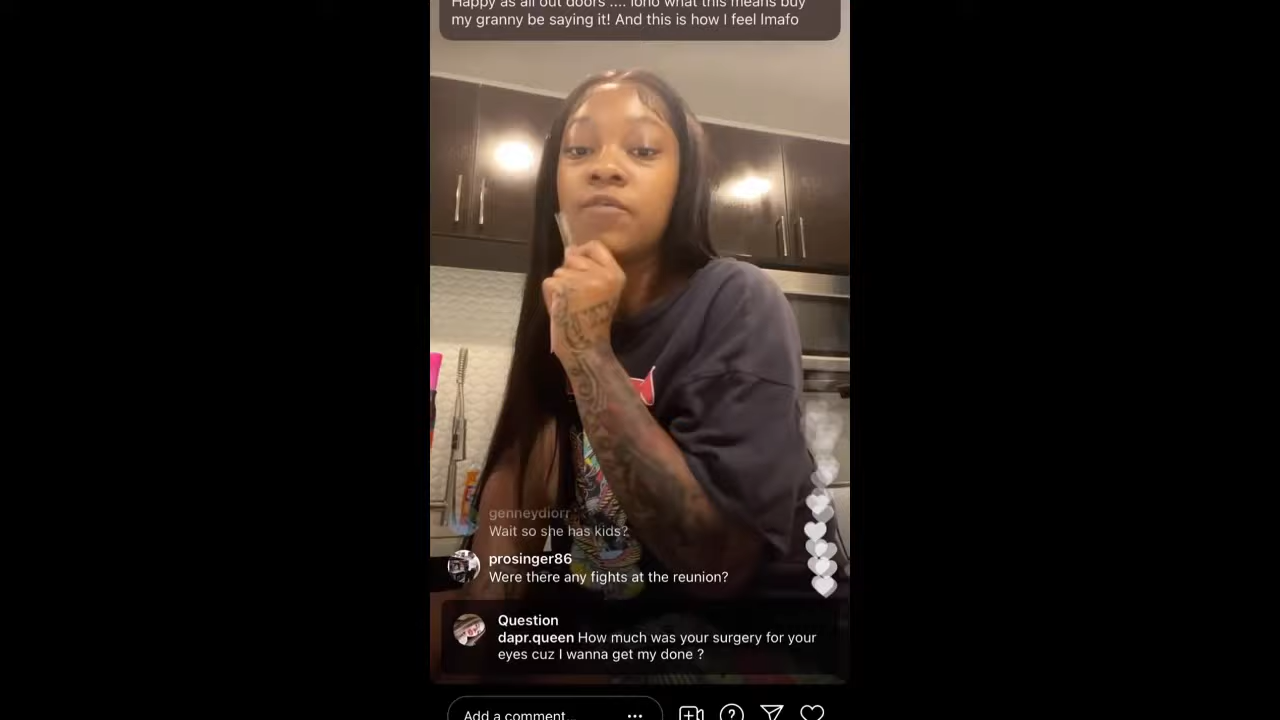 Happy as all out doors .... Iono what this means buy
my granny be saying it! And this is how I feel lmafo
genneydiorr
Wait so she has kids?
prosinger86
Were there any fights at the reunion?
Question
dapr.queen How much was your surgery for your
eyes cuz I wanna get my done ?
Add a comment...